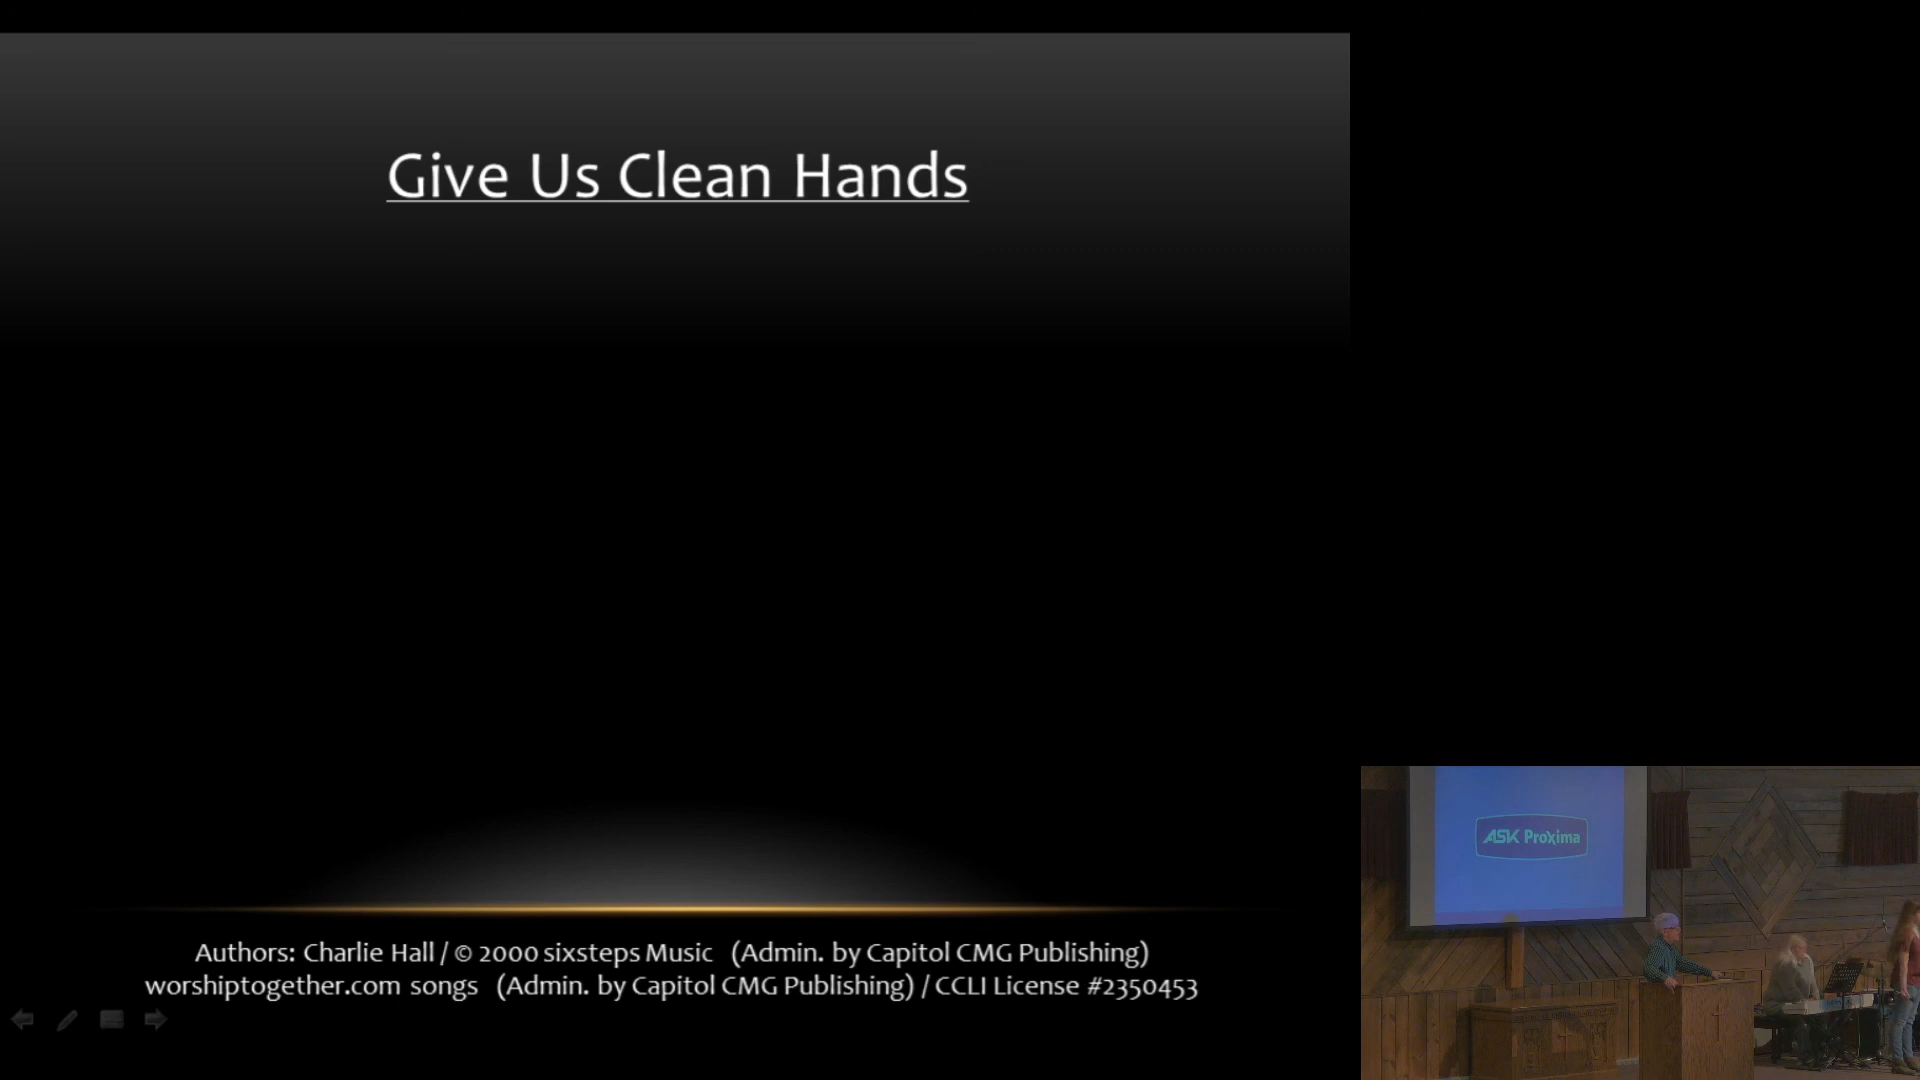 Give Us Clean Hands
Authors: Charlie Hall / © 2000 sixsteps Music (Admin. by Capitol CMG Publishing)
worshiptogether.com songs (Admin. by Capitol CMG Publishing) / CCLI License #2350453
ASK Proxima